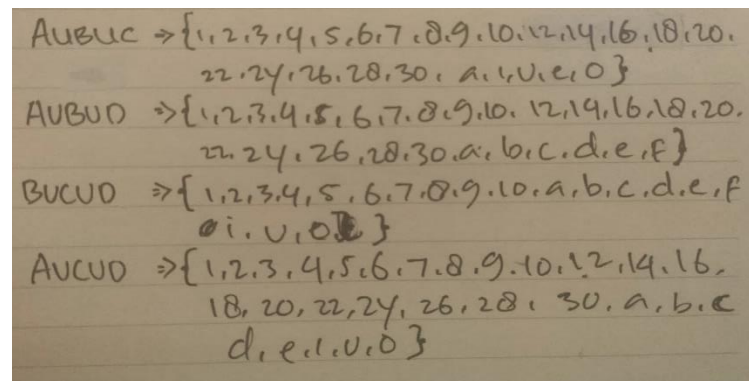 AUBUC ⇒ {1,2,3,4,5,6,7,8,9,10,12,14,16,18,20,
22,24,26,28,30, a,i,u,e,o}
AUBUD ⇒ {1,2,3,4,5,6,7,8,9,10, 12,14,16,18,20,
22,24,26,28,30,a,b,c,d,e,f}
BUCUD ⇒ {1,2,3,4,5,6,7,8,9,10,a,b,c,d,e,f
i,u,o}
AUCUD ⇒ {1,2,3,4,5,6,7,8,9,10,12,14,16,
18,20,22,24,26,28, 30,a,b,c
d,e,i,u,o}